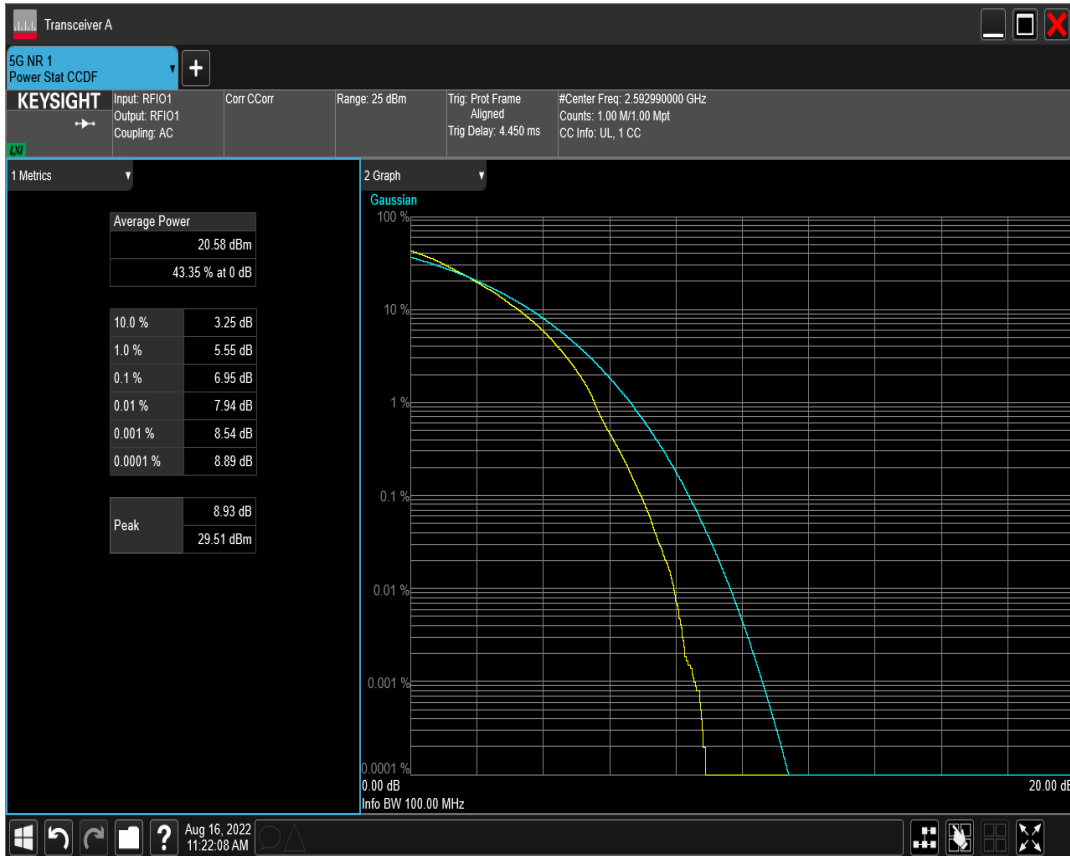 Transceiver A
5G NR 1
Power Stat CCDF
KEYSIGHT
LXI
Input: RFIO1
Output: RFIO1
Coupling: AC
Corr CCorr
Range: 25 dBm
Trig: Prot Frame
Aligned
Trig Delay: 4.450 ms
#Center Freq: 2.592990000 GHz
Counts: 1.00 M/1.00 Mpt
CC Info: UL, 1 CC
1 Metrics
Average Power
20.58 dBm
43.35 % at 0 dB
10.0 % 3.25 dB
1.0 % 5.55 dB
0.1 % 6.95 dB
0.01 % 7.94 dB
0.001 % 8.54 dB
0.0001 % 8.89 dB
Peak 8.93 dB
29.51 dBm
2 Graph
Gaussian
100 %
10 %
1 %
0.1 %
0.01 %
0.001 %
0.0001 %
0.00 dB 20.00 dB
Info BW 100.00 MHz
?
Aug 16, 2022
11:22:08 AM